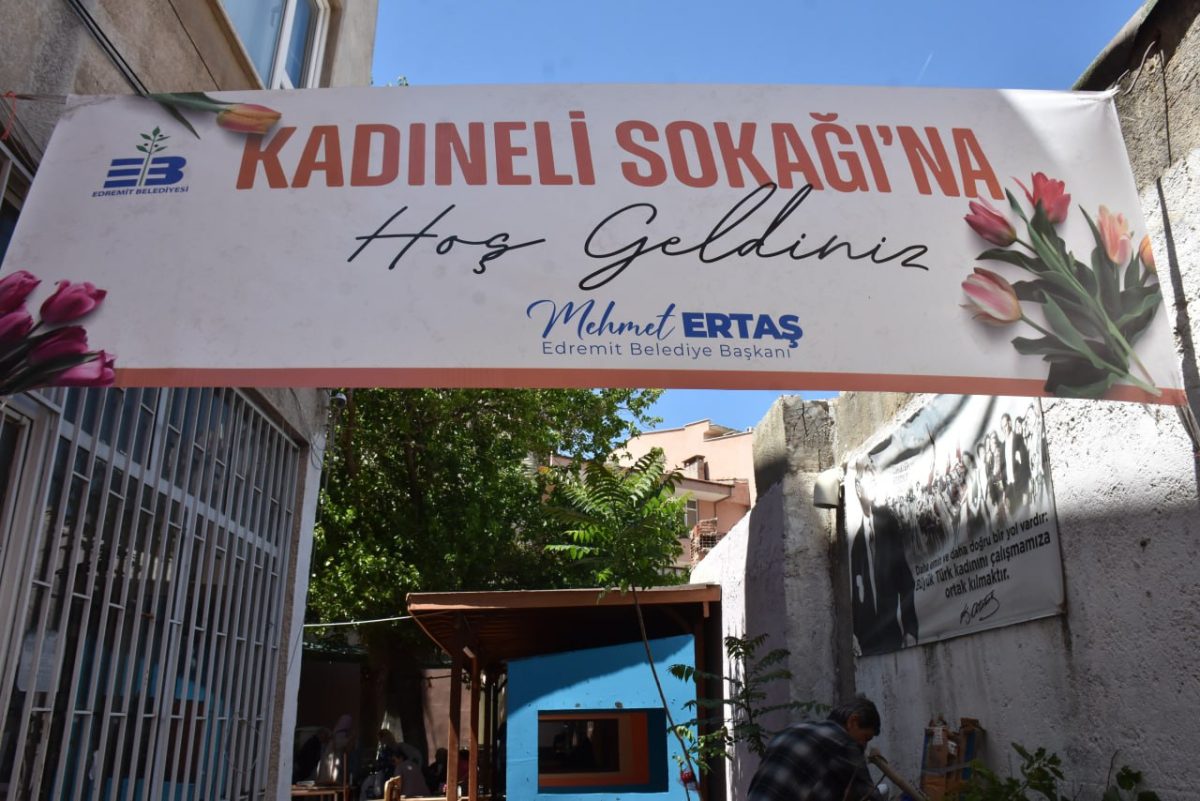 KADINELİ SOKAĞI'NA
EB
EDREMİT BELEDİYESİ
Hoş Geldiniz
Mehmet ERTAŞ
Edremit Belediye Başkanı
Daha emin ve daha doğru bir yol vardır:
Büyük Türk kadınını çalışmamıza
ortak kılmaktır.